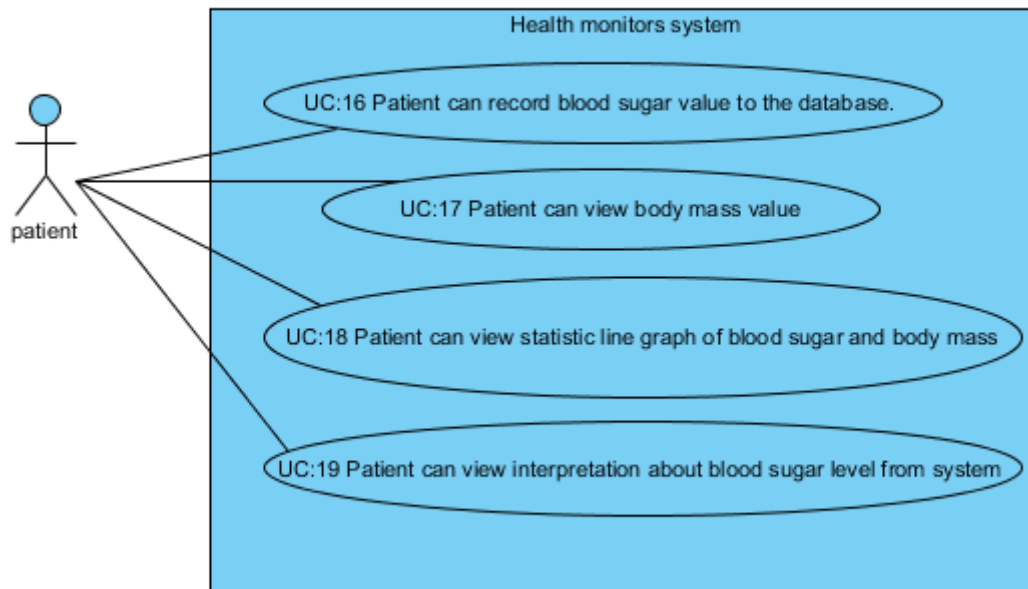 Health monitors system
UC:16 Patient can record blood sugar value to the database.
UC:17 Patient can view body mass value
patient
UC:18 Patient can view statistic line graph of blood sugar and body mass
UC:19 Patient can view interpretation about blood sugar level from system